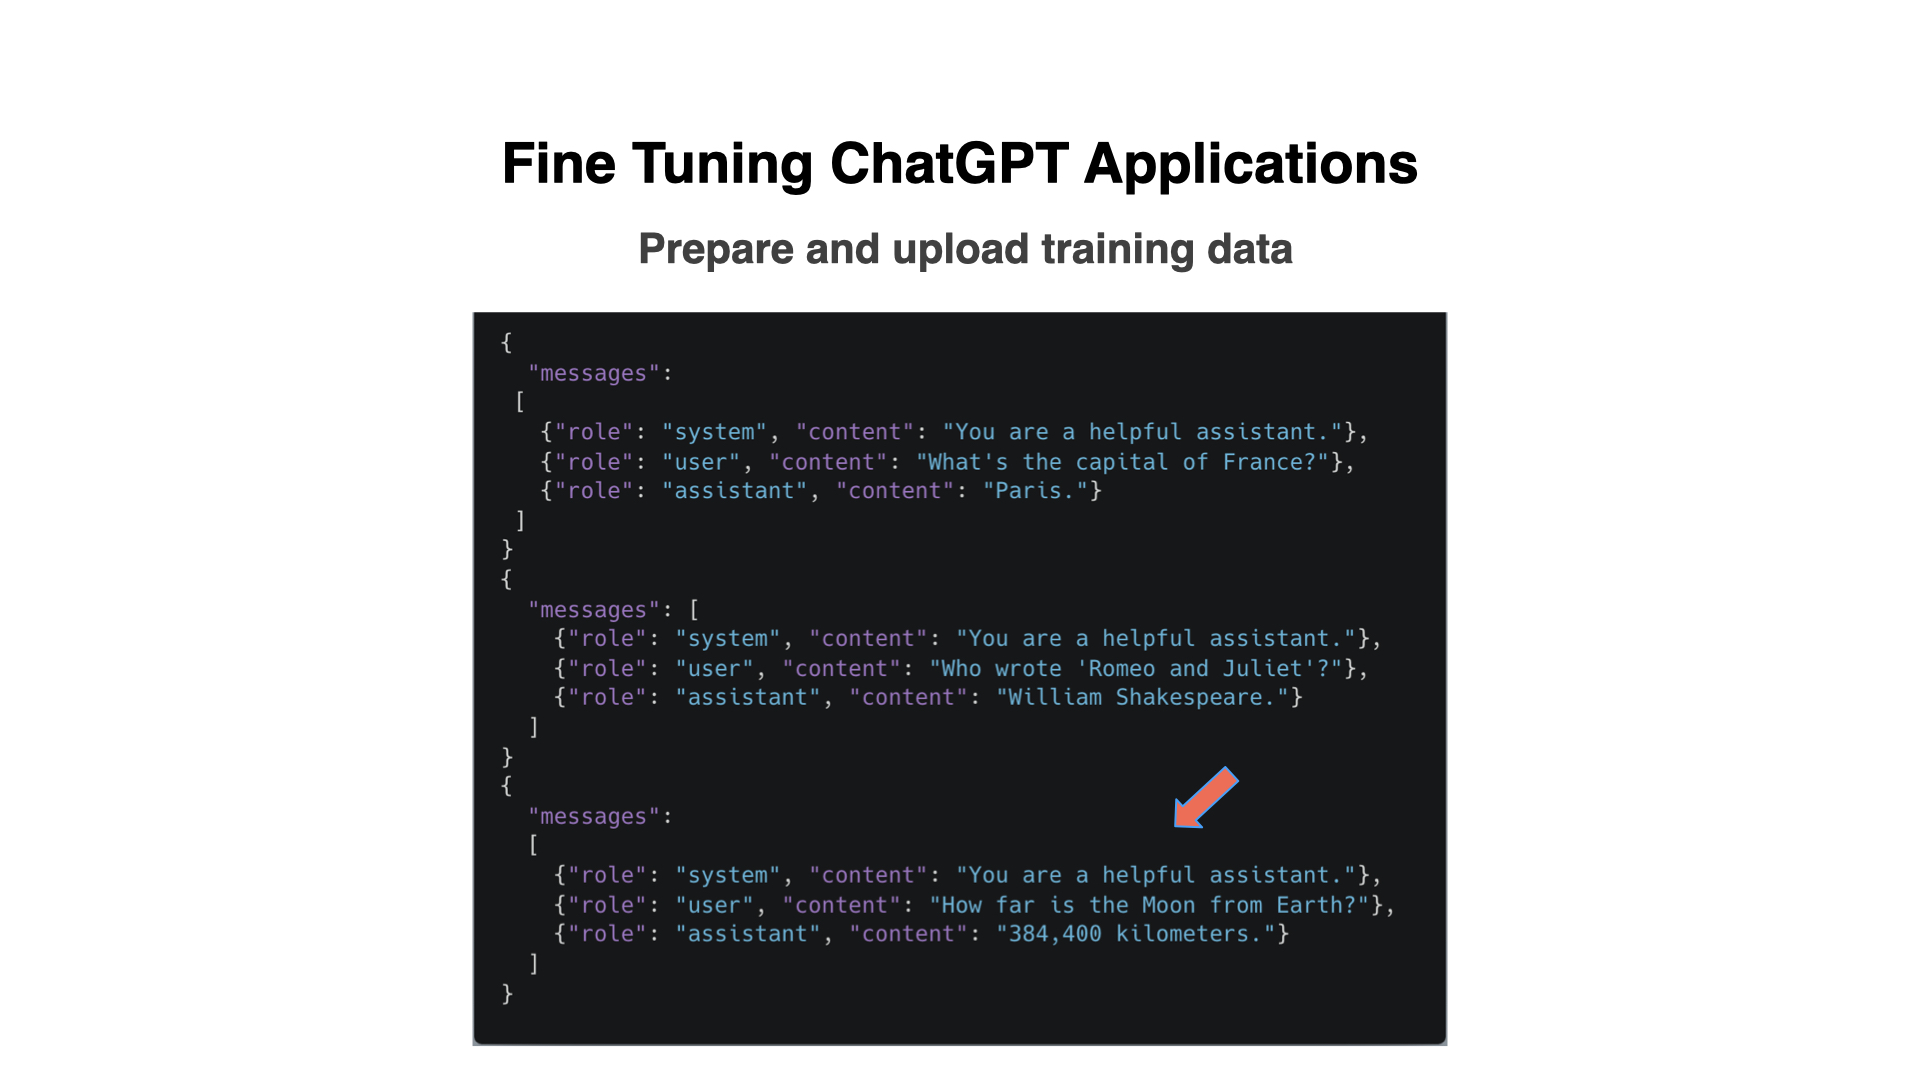 Fine Tuning ChatGPT Applications
Prepare and upload training data
{
"messages":
[
{"role": "system", "content": "You are a helpful assistant."},
{"role": "user", "content": "What's the capital of France?"},
{"role": "assistant", "content": "Paris."}
]
}
{
"messages": [
{"role": "system", "content": "You are a helpful assistant."},
{"role": "user", "content": "Who wrote 'Romeo and Juliet'?"},
{"role": "assistant", "content": "William Shakespeare."}
]
}
{
"messages":
[
{"role": "system", "content": "You are a helpful assistant."},
{"role": "user", "content": "How far is the Moon from Earth?"},
{"role": "assistant", "content": "384,400 kilometers."}
]
}